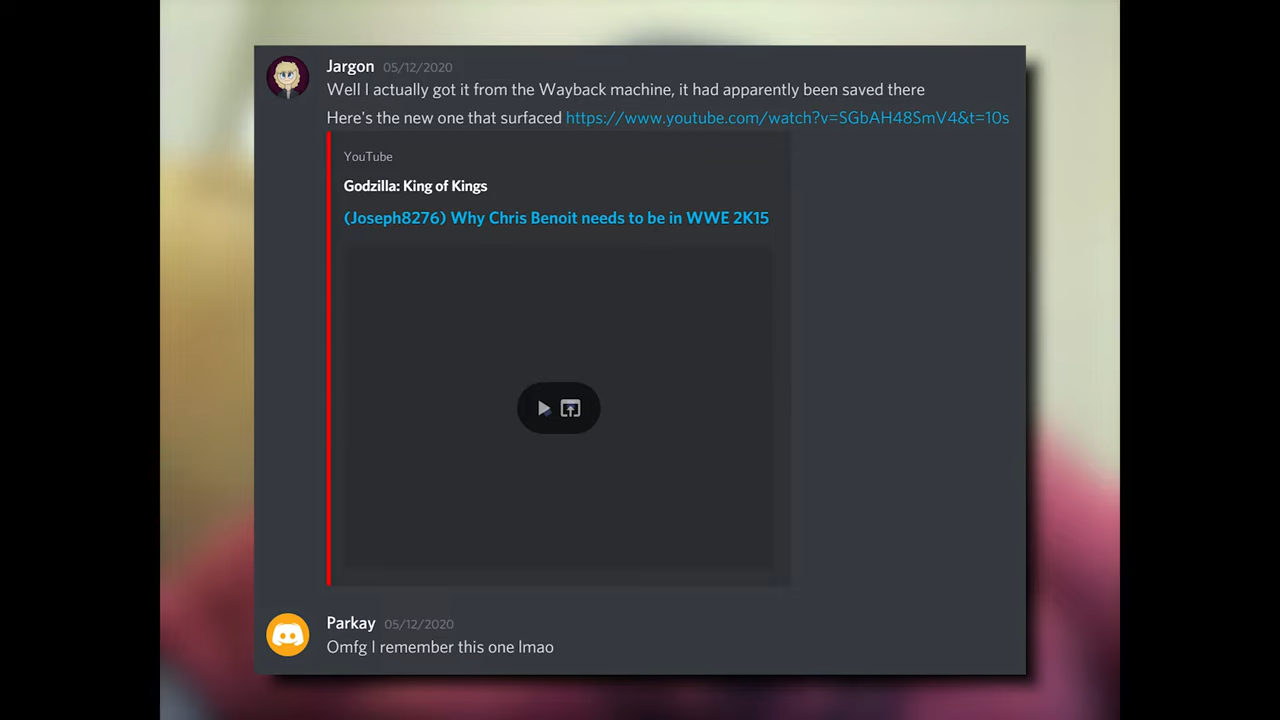 Jargon 05/12/2020
Well I actually got it from the Wayback machine, it had apparently been saved there
Here's the new one that surfaced https://www.youtube.com/watch?v=SGbAH48SmV4&t=10s
YouTube
Godzilla: King of Kings
(Joseph8276) Why Chris Benoit needs to be in WWE 2K15
Parkay 05/12/2020
Omfg I remember this one lmao